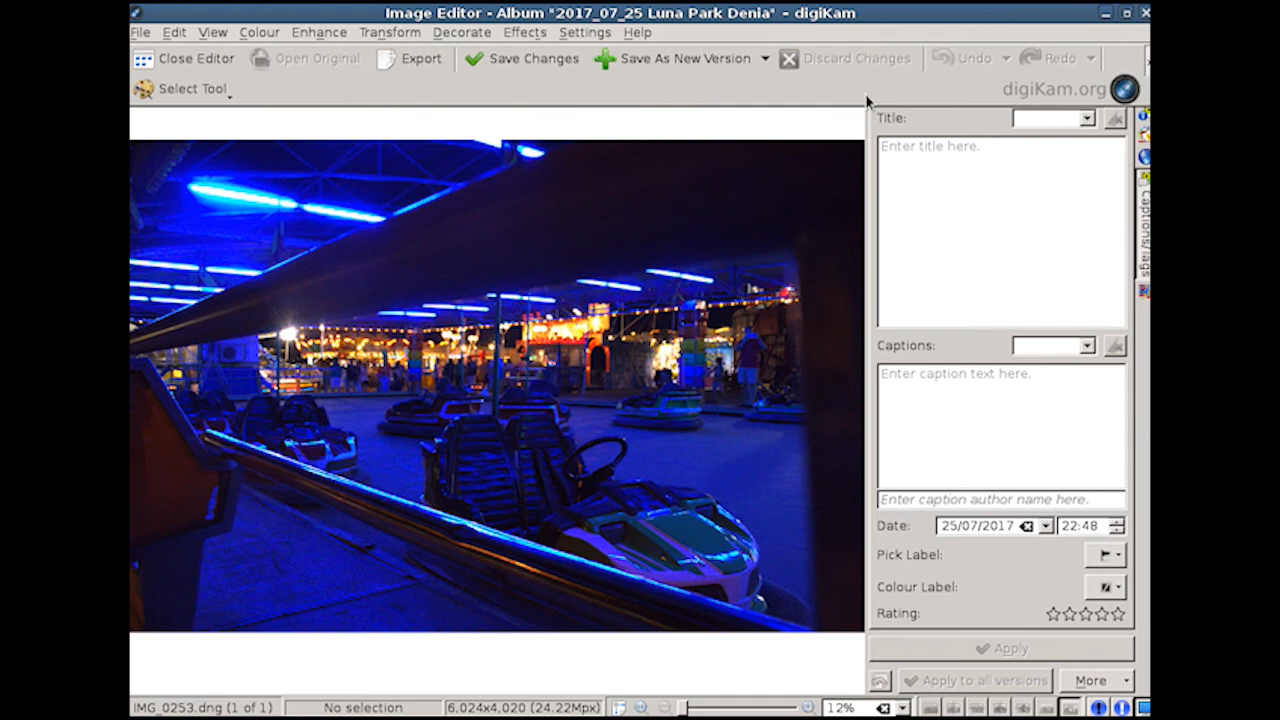 Image Editor - Album "2017_07_25 Luna Park Denia" – digiKam
File Edit View Colour Enhance Transform Decorate Effects Settings Help
Close Editor Open Original Export Save Changes Save As New Version Discard Changes Undo Redo
Select Tool digiKam.org
Title:
Enter title here.
Captions/Tags
Captions:
Enter caption text here.
Enter caption author name here.
Date: 25/07/2017 22:48
Pick Label:
Colour Label:
Rating:
Apply
Apply to all versions More
IMG_0253.dng (1 of 1) No selection 6,024x4,020 (24.22Mpx) 12%